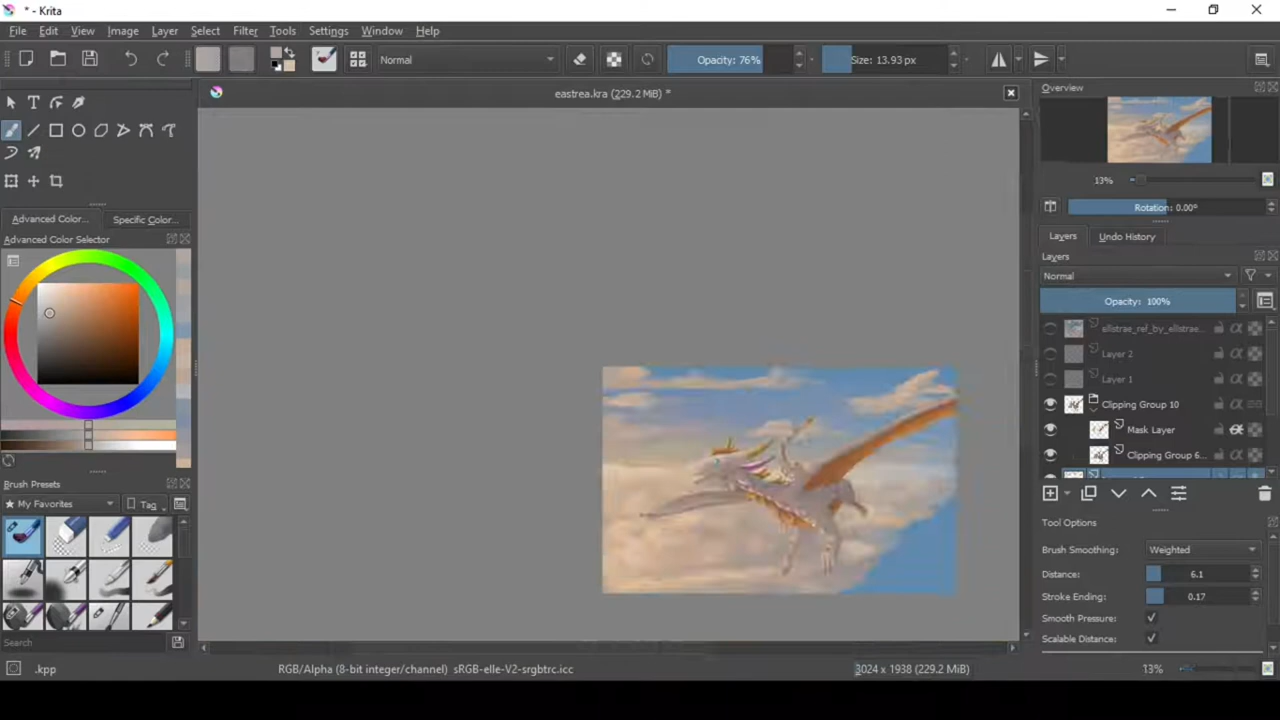 * - Krita
File Edit View Image Layer Select Filter Tools Settings Window Help
Normal
Opacity: 76%
Size: 13.93 px
eastrea.kra (229.2 MiB) *
Overview
13%
Rotation: 0.00°
Advanced Color... Specific Color...
Advanced Color Selector
Layers Undo History
Layers
Normal
Opacity: 100%
ellstrae_ref_by_ellstrae...
Layer 2
Layer 1
Clipping Group 10
Mask Layer
Clipping Group 6...
Brush Presets
My Favorites
Tag
Tool Options
Brush Smoothing: Weighted
Distance: 6.1
Stroke Ending: 0.17
Smooth Pressure:
Scalable Distance:
Search
.kpp
RGB/Alpha (8-bit integer/channel) sRGB-elle-V2-srgbtrc.icc
3024 x 1938 (229.2 MiB)
13%